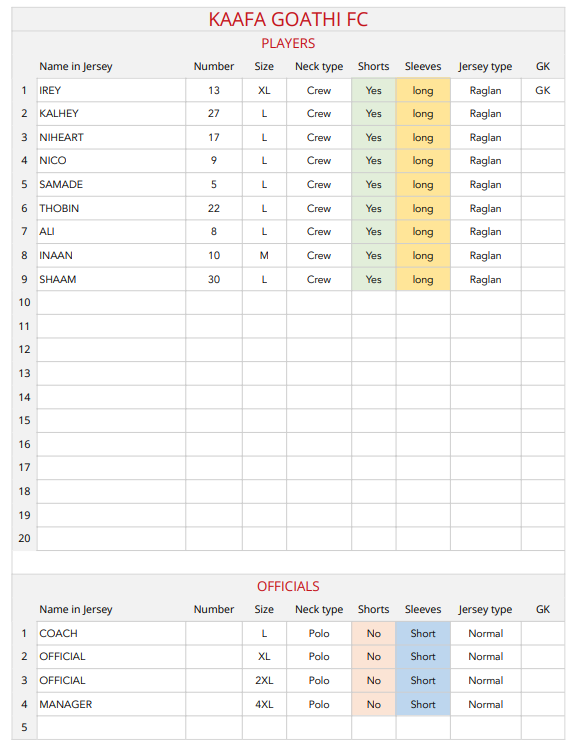 KAAFA GOATHI FC
PLAYERS
Name in Jersey Number Size Neck type Shorts Sleeves Jersey type GK
1 IREY 13 XL Crew Yes long Raglan GK
2 KALHEY 27 L Crew Yes long Raglan
3 NIHEART 17 L Crew Yes long Raglan
4 NICO 9 L Crew Yes long Raglan
5 SAMADE 5 L Crew Yes long Raglan
6 THOBIN 22 L Crew Yes long Raglan
7 ALI 8 L Crew Yes long Raglan
8 INAAN 10 M Crew Yes long Raglan
9 SHAAM 30 L Crew Yes long Raglan
10
11
12
13
14
15
16
17
18
19
20
OFFICIALS
Name in Jersey Number Size Neck type Shorts Sleeves Jersey type GK
1 COACH L Polo No Short Normal
2 OFFICIAL XL Polo No Short Normal
3 OFFICIAL 2XL Polo No Short Normal
4 MANAGER 4XL Polo No Short Normal
5